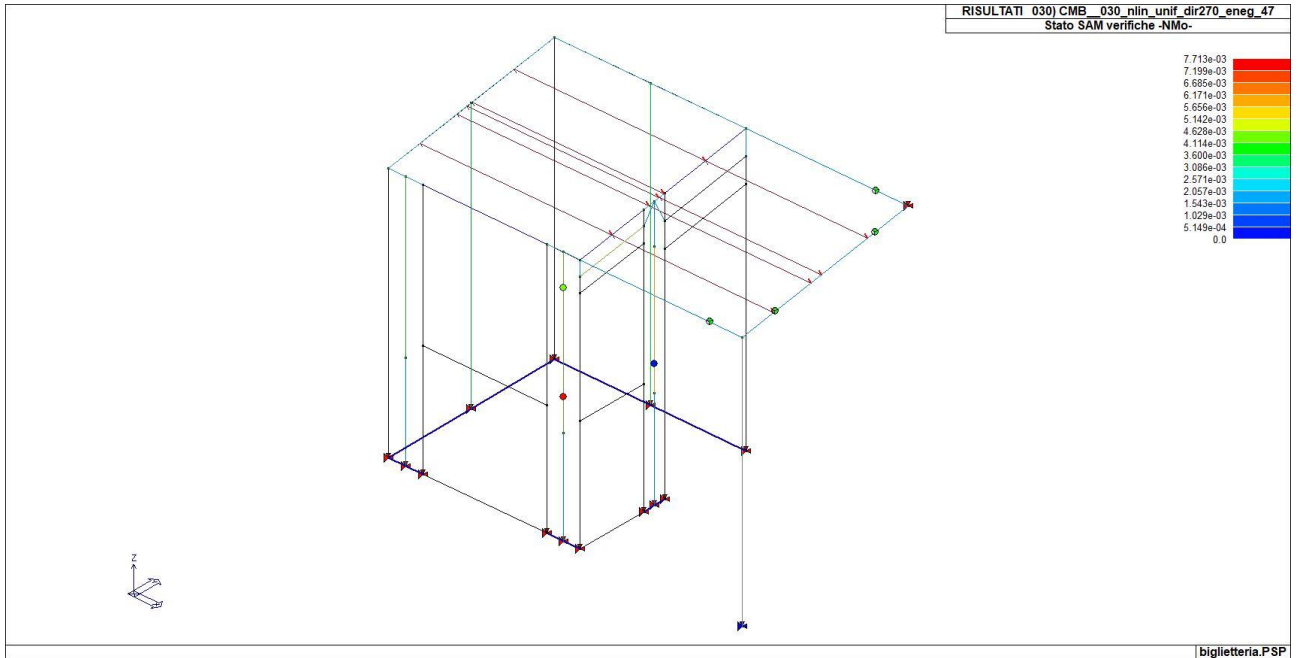 RISULTATI 030) CMB__030_nlin_unif_dir270_eneg_47
Stato SAM verifiche -NMo-
7.713e-03
7.199e-03
6.685e-03
6.171e-03
5.656e-03
5.142e-03
4.628e-03
4.114e-03
3.600e-03
3.086e-03
2.571e-03
2.057e-03
1.543e-03
1.029e-03
5.149e-04
0.0
Z
biglietteria.PSP